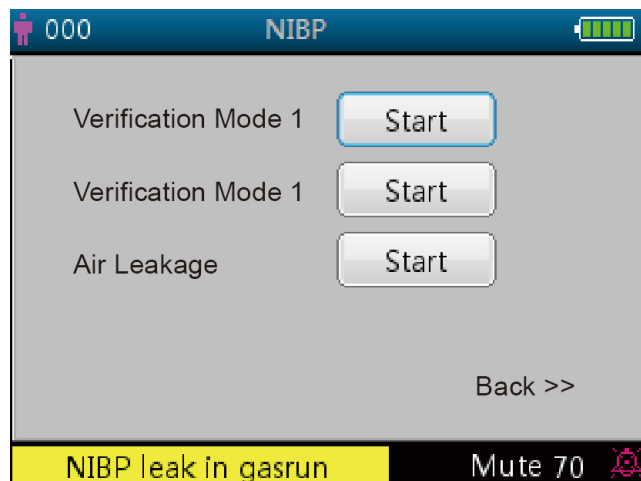 000 NIBP
Verification Mode 1 Start
Verification Mode 1 Start
Air Leakage Start
Back >>
NIBP leak in gasrun Mute 70